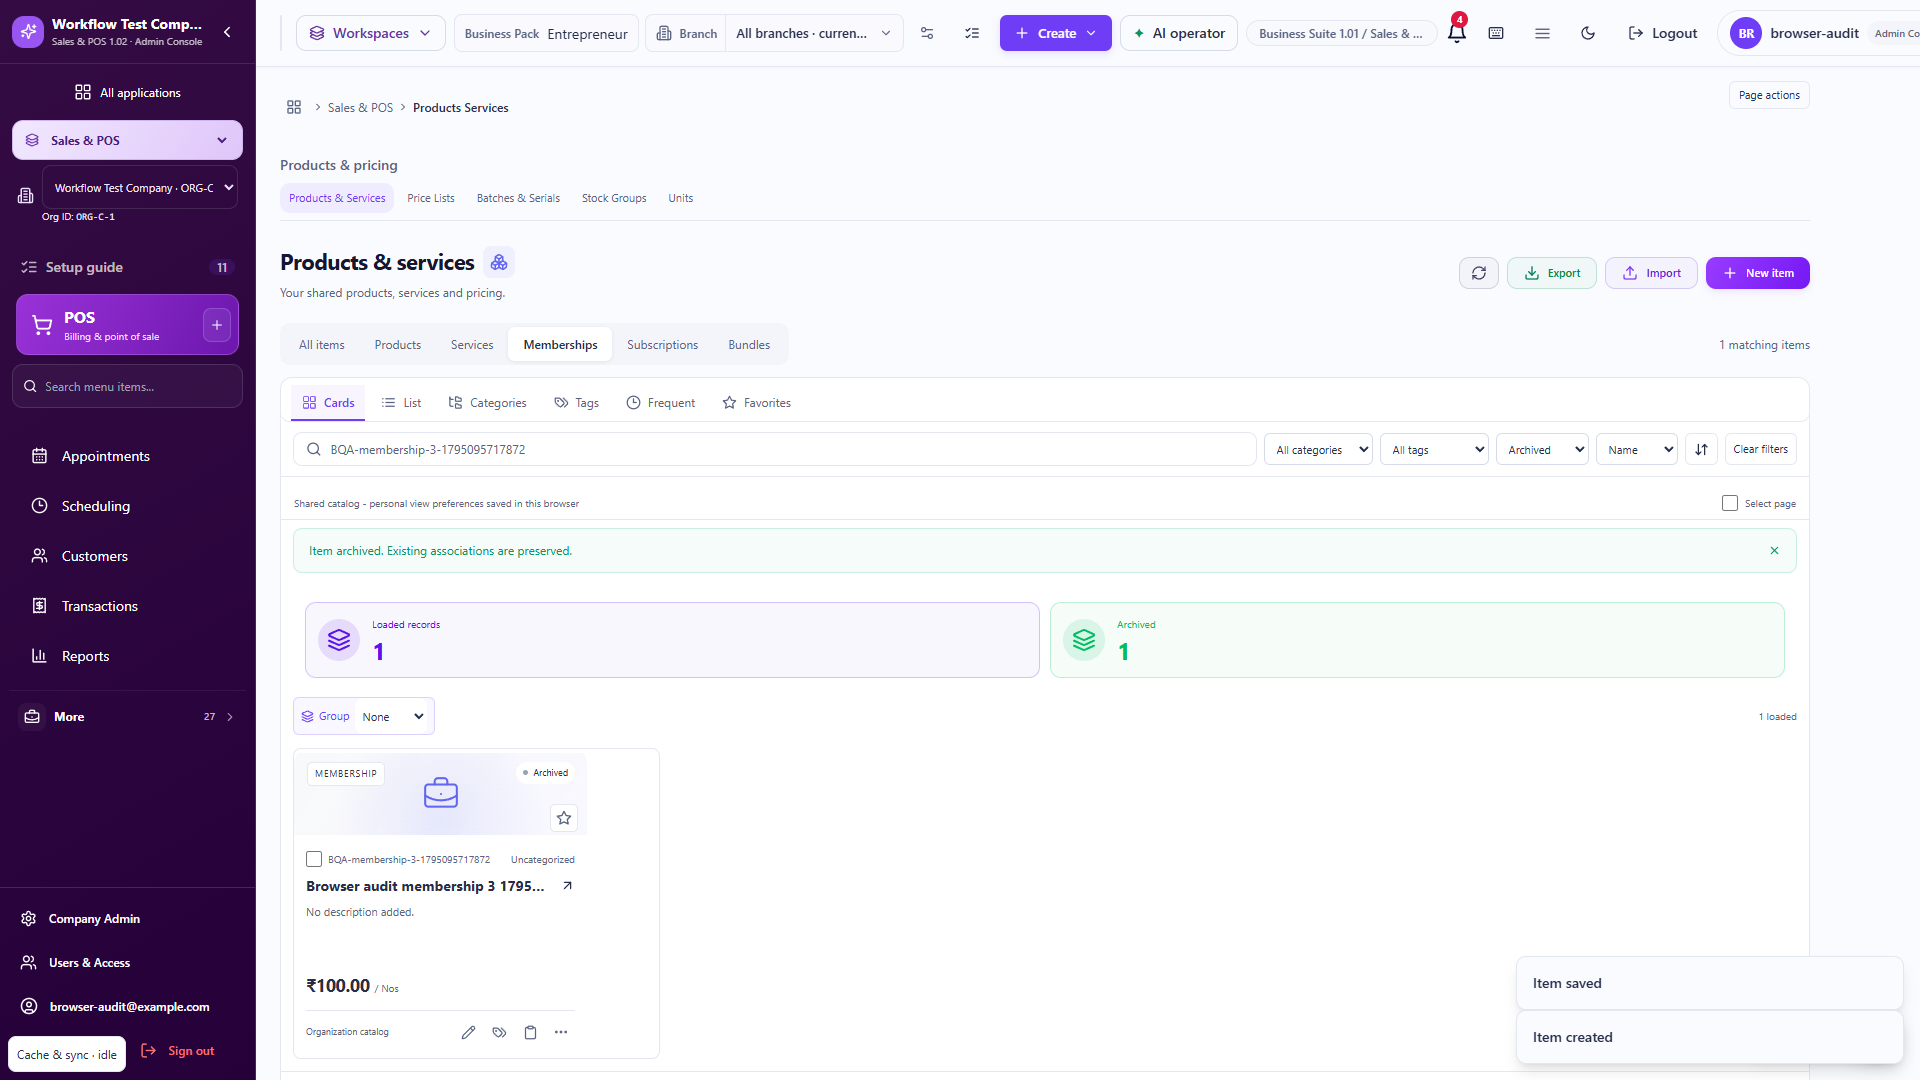 Workflow Test Comp...
Sales & POS 1.02 · Admin Console
All applications
Sales & POS
Workflow Test Company · ORG-C
Org ID: ORG-C-1
Setup guide 11
POS
Billing & point of sale
Search menu items...
Appointments
Scheduling
Customers
Transactions
Reports
More 27
Company Admin
Users & Access
browser-audit@example.com
Cache & sync · idle
Sign out
Workspaces
Business Pack Entrepreneur
Branch All branches · curren...
Create
AI operator
Business Suite 1.01 / Sales & ...
4
Logout
BR browser-audit Admin Co
Sales & POS Products Services
Page actions
Products & pricing
Products & Services Price Lists Batches & Serials Stock Groups Units
Products & services
Your shared products, services and pricing.
Export Import New item
All items Products Services Memberships Subscriptions Bundles
1 matching items
Cards List Categories Tags Frequent Favorites
BQA-membership-3-1795095717872
All categories All tags Archived Name Clear filters
Shared catalog - personal view preferences saved in this browser
Select page
Item archived. Existing associations are preserved.
Loaded records
1
Archived
1
Group None
1 loaded
MEMBERSHIP Archived
BQA-membership-3-1795095717872 Uncategorized
Browser audit membership 3 1795...
No description added.
₹100.00 / Nos
Organization catalog
Item saved
Item created